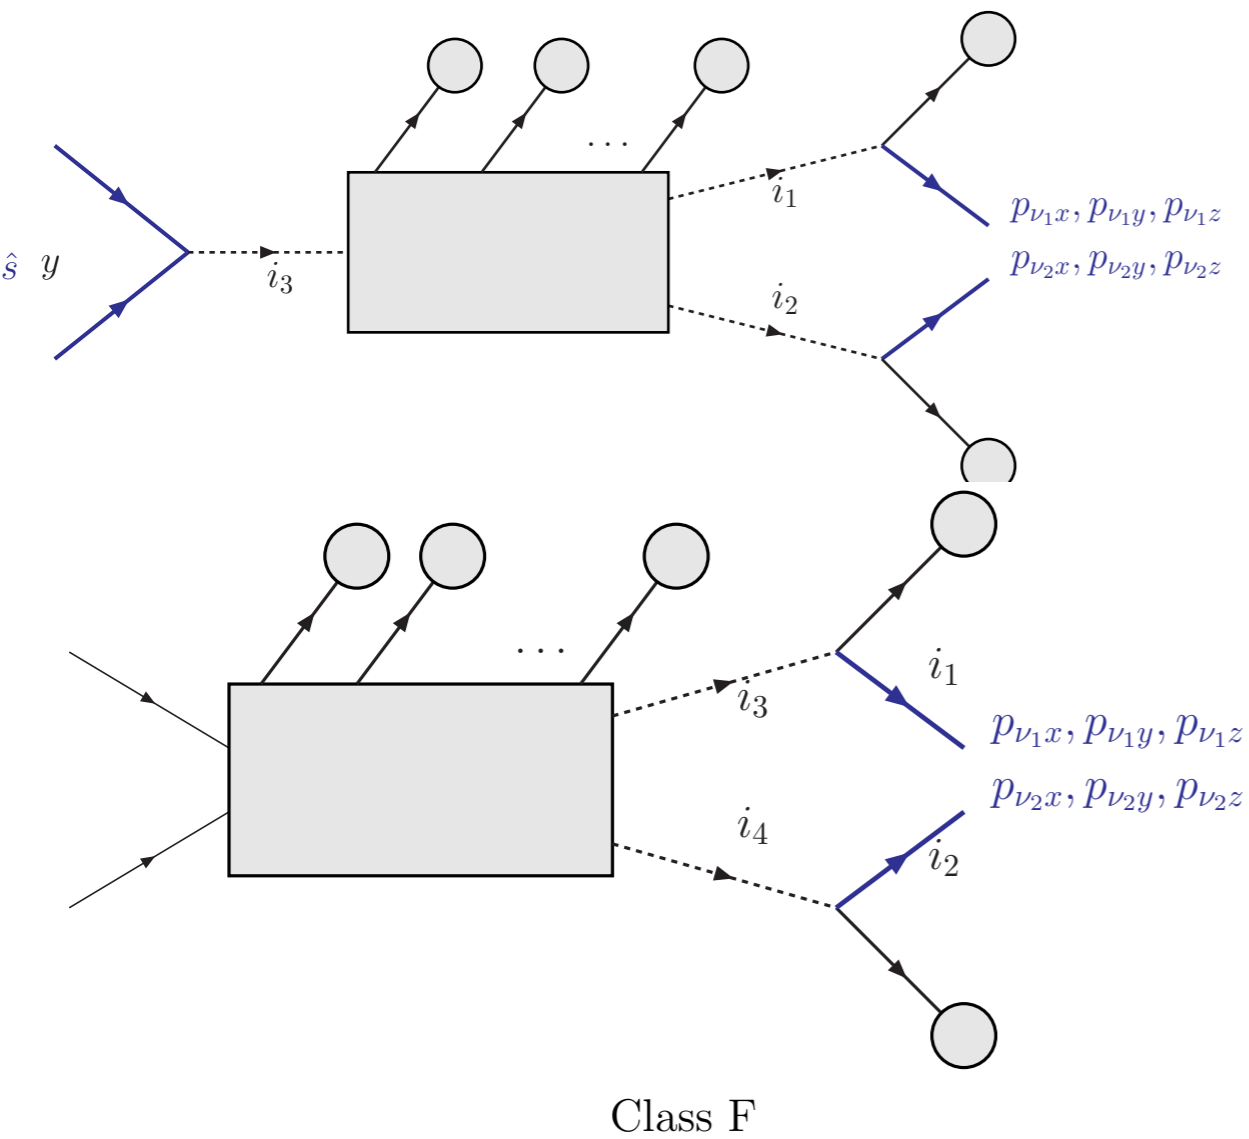 . . .
i₁
p_{ν₁x}, p_{ν₁y}, p_{ν₁z}
ŝ y
i₃
p_{ν₂x}, p_{ν₂y}, p_{ν₂z}
i₂
. . .
i₁
i₃
p_{ν₁x}, p_{ν₁y}, p_{ν₁z}
p_{ν₂x}, p_{ν₂y}, p_{ν₂z}
i₄
i₂
Class F